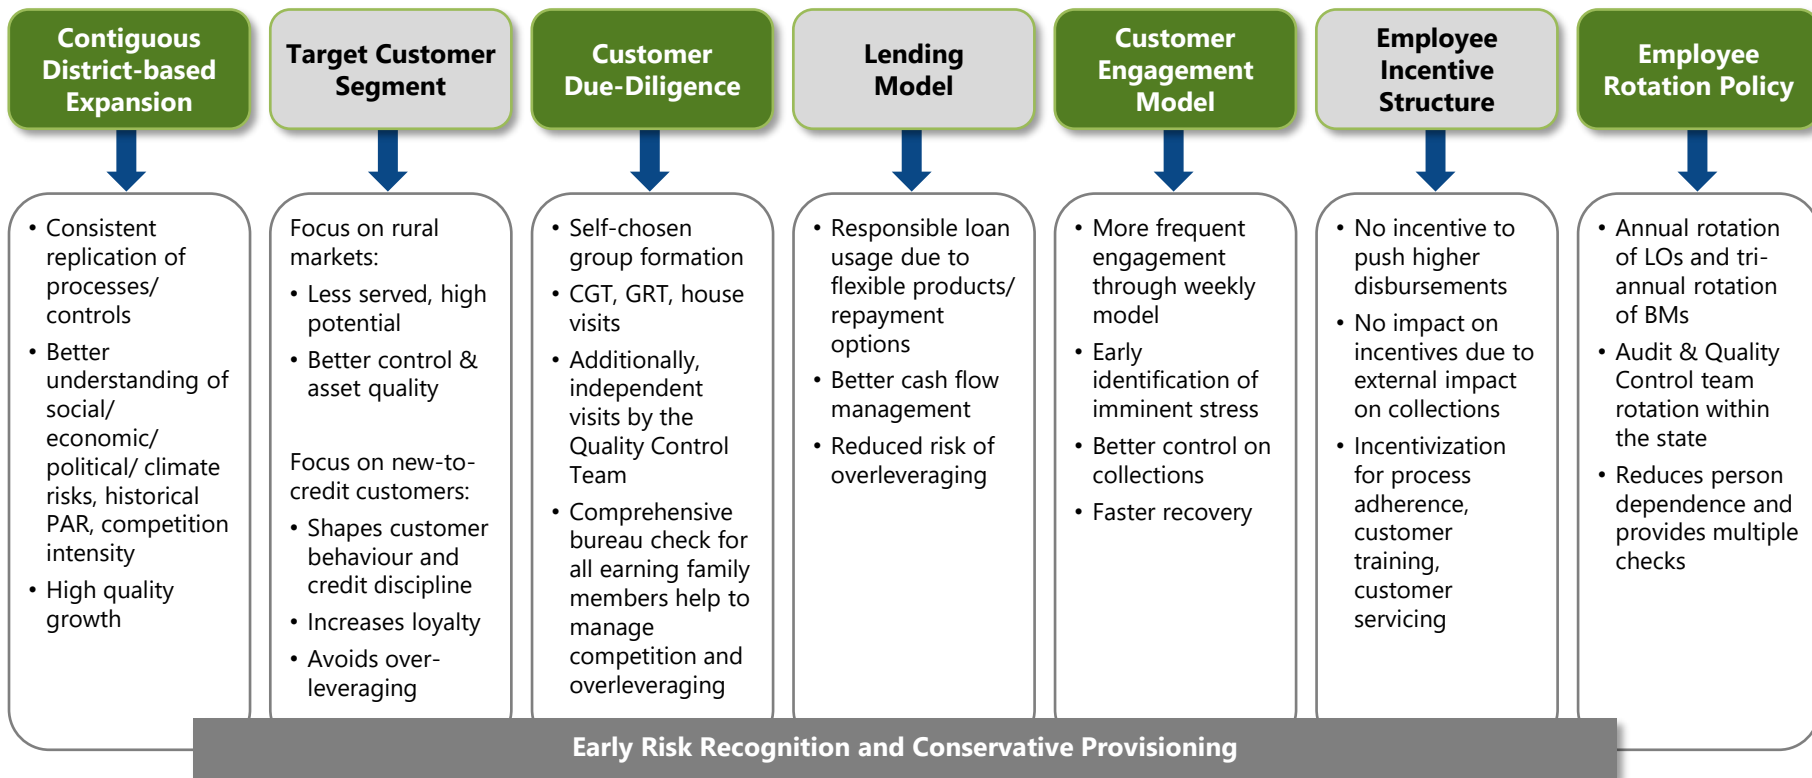 Contiguous
District-based
Expansion
Target Customer
Segment
Customer
Due-Diligence
Lending
Model
Customer
Engagement
Model
Employee
Incentive
Structure
Employee
Rotation Policy
• Consistent
replication of
processes/
controls
• Better
understanding of
social/
economic/
political/ climate
risks, historical
PAR, competition
intensity
• High quality
growth
Focus on rural
markets:
• Less served, high
potential
• Better control &
asset quality
Focus on new-to-
credit customers:
• Shapes customer
behaviour and
credit discipline
• Increases loyalty
• Avoids over-
leveraging
• Self-chosen
group formation
• CGT, GRT, house
visits
• Additionally,
independent
visits by the
Quality Control
Team
• Comprehensive
bureau check for
all earning family
members help to
manage
competition and
overleveraging
• Responsible loan
usage due to
flexible products/
repayment
options
• Better cash flow
management
• Reduced risk of
overleveraging
• More frequent
engagement
through weekly
model
• Early
identification of
imminent stress
• Better control on
collections
• Faster recovery
• No incentive to
push higher
disbursements
• No impact on
incentives due to
external impact
on collections
• Incentivization
for process
adherence,
customer
training,
customer
servicing
• Annual rotation
of LOs and tri-
annual rotation
of BMs
• Audit & Quality
Control team
rotation within
the state
• Reduces person
dependence and
provides multiple
checks
Early Risk Recognition and Conservative Provisioning